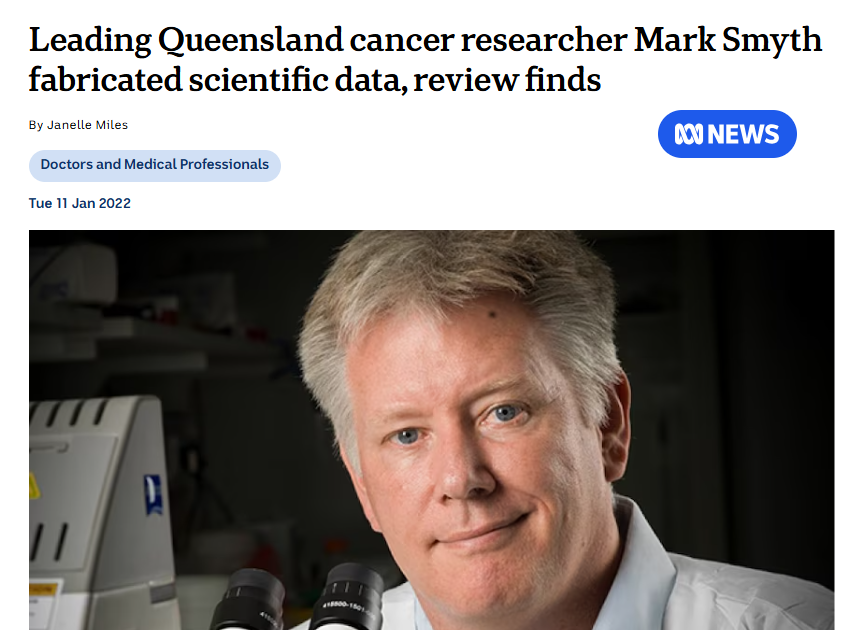 Leading Queensland cancer researcher Mark Smyth
fabricated scientific data, review finds
By Janelle Miles
NEWS
Doctors and Medical Professionals
Tue 11 Jan 2022